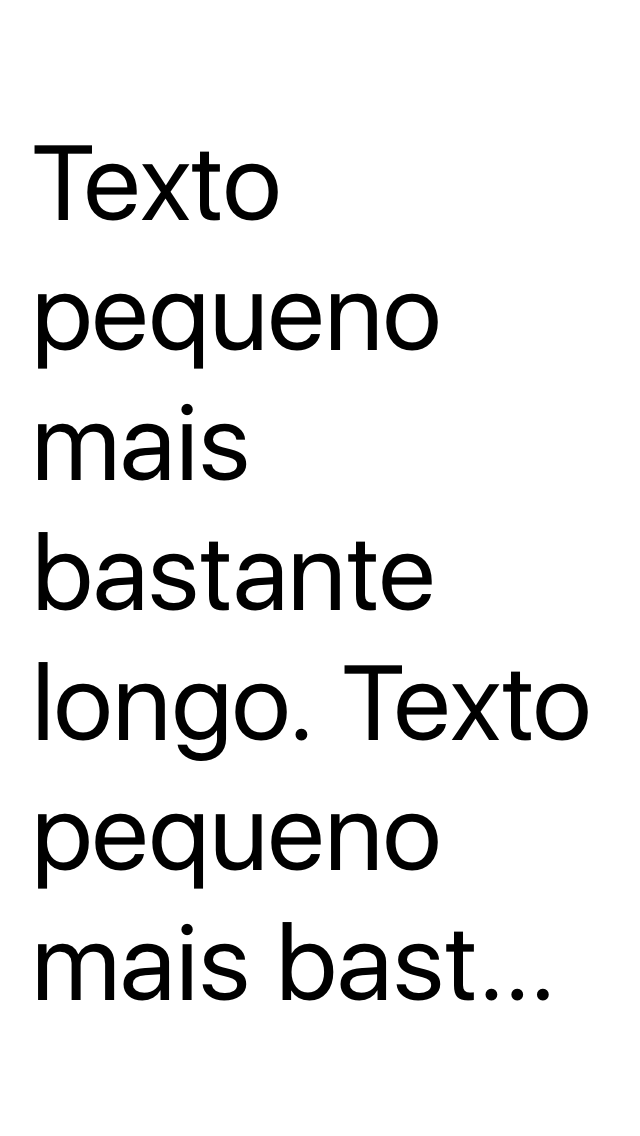 Texto
pequeno
mais
bastante
longo. Texto
pequeno
mais bast...